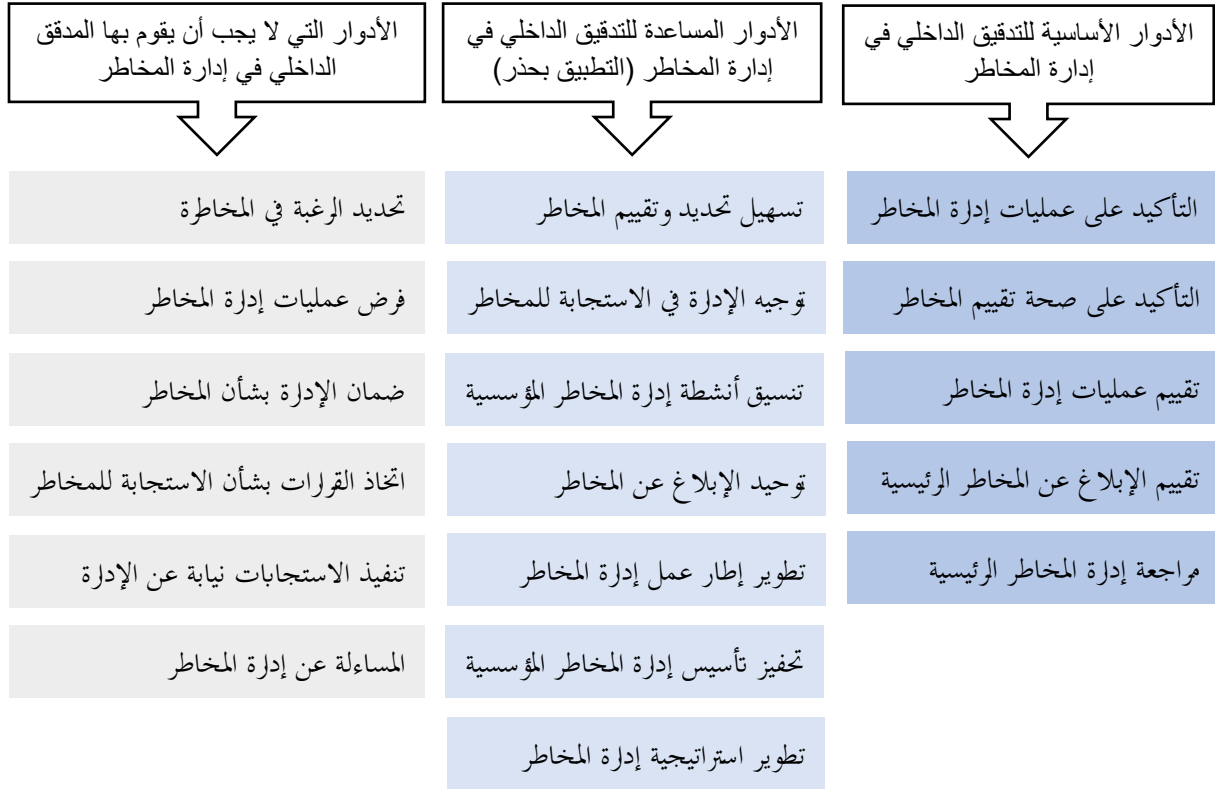 الأدوار الأساسية للتدقيق الداخلي في
إدارة المخاطر
التأكيد على عمليات إدارة المخاطر
التأكيد على صحة تقييم المخاطر
تقييم عمليات إدارة المخاطر
تقييم الإبلاغ عن المخاطر الرئيسية
مراجعة إدارة المخاطر الرئيسية
الأدوار المساعدة للتدقيق الداخلي في
إدارة المخاطر (التطبيق بحذر)
تسهيل تحديد وتقييم المخاطر
توجيه الإدارة في الاستجابة للمخاطر
تنسيق أنشطة إدارة المخاطر المؤسسية
توحيد الإبلاغ عن المخاطر
تطوير إطار عمل إدارة المخاطر
تحفيز تأسيس إدارة المخاطر المؤسسية
تطوير استراتيجية إدارة المخاطر
الأدوار التي لا يجب أن يقوم بها المدقق
الداخلي في إدارة المخاطر
تحديد الرغبة في المخاطرة
فرض عمليات إدارة المخاطر
ضمان الإدارة بشأن المخاطر
اتخاذ القرارات بشأن الاستجابة للمخاطر
تنفيذ الاستجابات نيابة عن الإدارة
المساءلة عن إدارة المخاطر